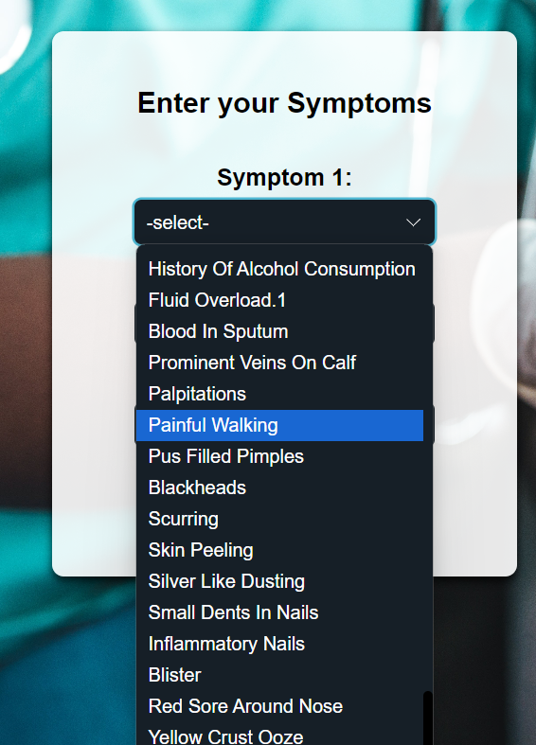 Enter your Symptoms
Symptom 1:
-select-
History Of Alcohol Consumption
Fluid Overload.1
Blood In Sputum
Prominent Veins On Calf
Palpitations
Painful Walking
Pus Filled Pimples
Blackheads
Scurring
Skin Peeling
Silver Like Dusting
Small Dents In Nails
Inflammatory Nails
Blister
Red Sore Around Nose
Yellow Crust Ooze